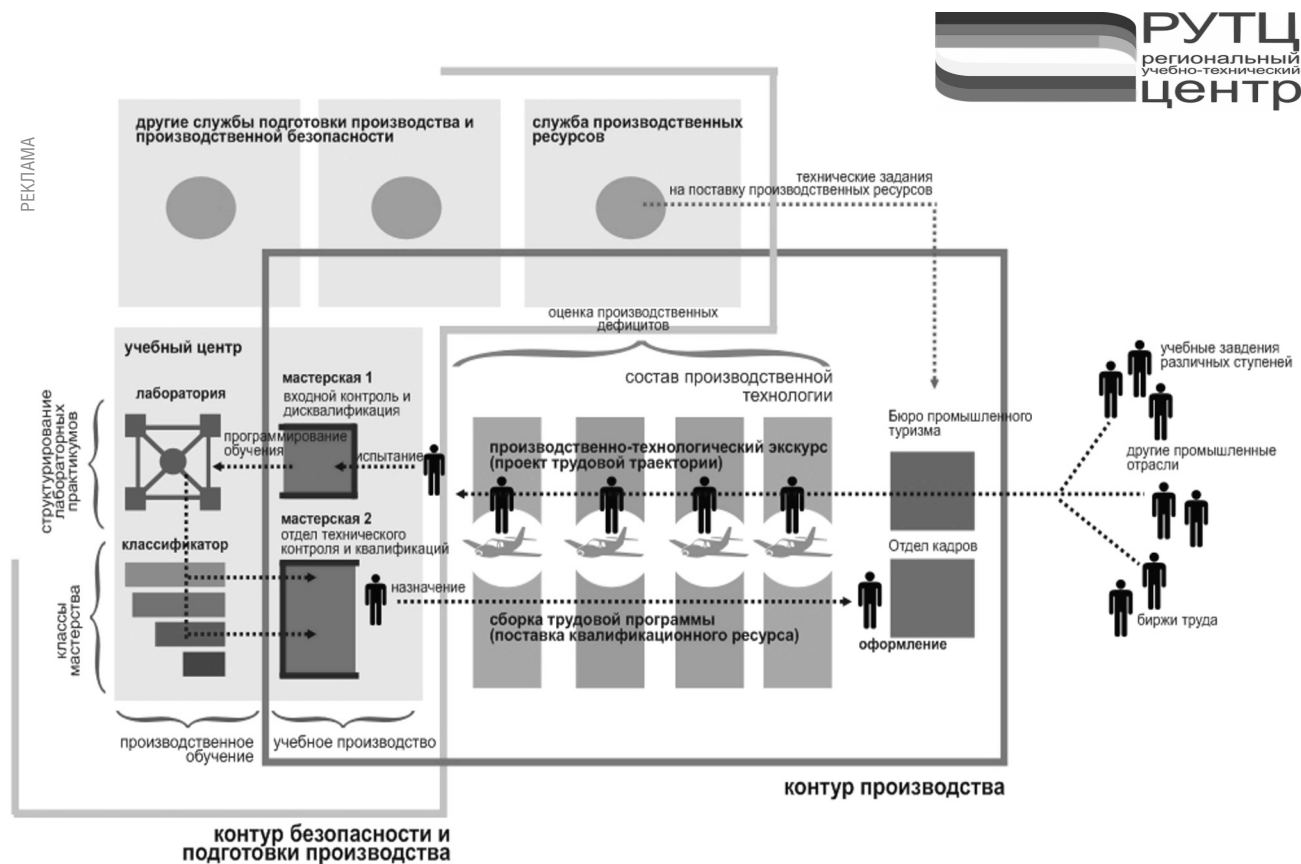 РУТЦ
региональный
учебно-технический
центр
РЕКЛАМА
другие службы подготовки производства и
производственной безопасности
служба производственных
ресурсов
технические задания
на поставку производственных ресурсов
оценка производственных
дефицитов
учебный центр
лаборатория
мастерская 1
входной контроль и
дисквалификация
состав производственной
технологии
учебные завдения
различных ступеней
структурирование
лабораторных
практикумов
программирование
обучения
испытание
производственно-технологический экскурс
(проект трудовой траектории)
Бюро промышленного
туризма
другие промышленные
отрасли
классификатор
мастерская 2
отдел технического
контроля и квалификаций
Отдел кадров
классы
мастерства
назначение
сборка трудовой программы
(поставка квалификационного ресурса)
оформление
биржи труда
производственное
обучение
учебное производство
контур производства
контур безопасности и
подготовки производства